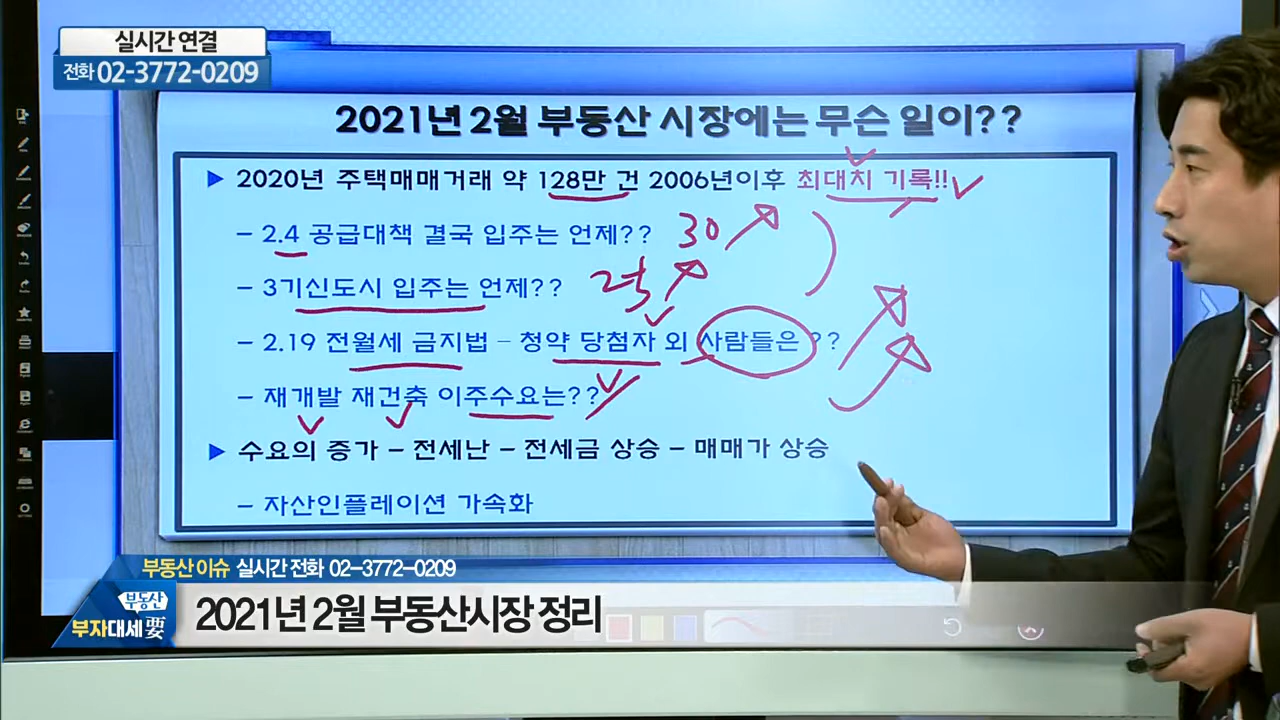 실시간 연결
전화 02-3772-0209
2021년 2월 부동산 시장에는 무슨 일이??
▶ 2020년 주택매매거래 약 128만 건 2006년이후 최대치 기록!!
- 2.4 공급대책 결국 입주는 언제?? 30
- 3기신도시 입주는 언제??
- 2.19 전월세 금지법 - 청약 당첨자 외 사람들은??
- 재개발 재건축 이주수요는??
▶ 수요의 증가 - 전세난 - 전세금 상승 - 매매가 상승
- 자산인플레이션 가속화
부동산 이슈 실시간 전화 02-3772-0209
부동산
부자대세 要
2021년 2월 부동산시장 정리